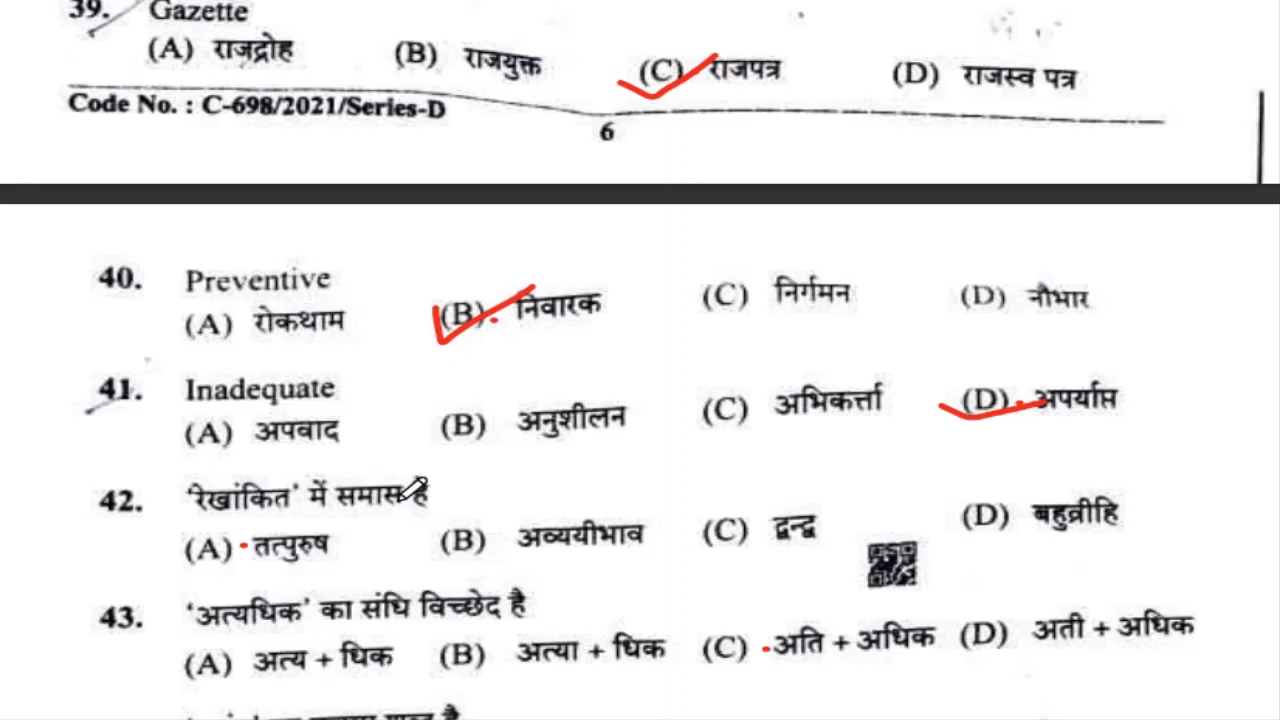 39. Gazette
(A) राजद्रोह (B) राजयुक्त (C) राजपत्र (D) राजस्व पत्र
Code No. : C-698/2021/Series-D
6
40. Preventive
(A) रोकथाम (B) निवारक (C) निर्गमन (D) नौभार
41. Inadequate
(A) अपवाद (B) अनुशीलन (C) अभिकर्त्ता (D) अपर्याप्त
42. 'रेखांकित' में समास है
(A) तत्पुरुष (B) अव्ययीभाव (C) द्वन्द्व (D) बहुव्रीहि
43. 'अत्यधिक' का संधि विच्छेद है
(A) अत्य + धिक (B) अत्या + धिक (C) अति + अधिक (D) अती + अधिक